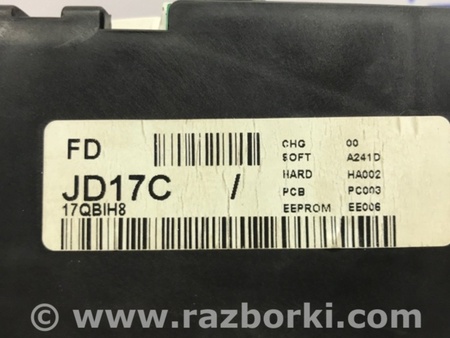 FD
JD17C /
17QBIH8
CHG 00
SOFT A241D
HARD HA002
PCB PC003
EEPROM EE006
© www.razborki.com